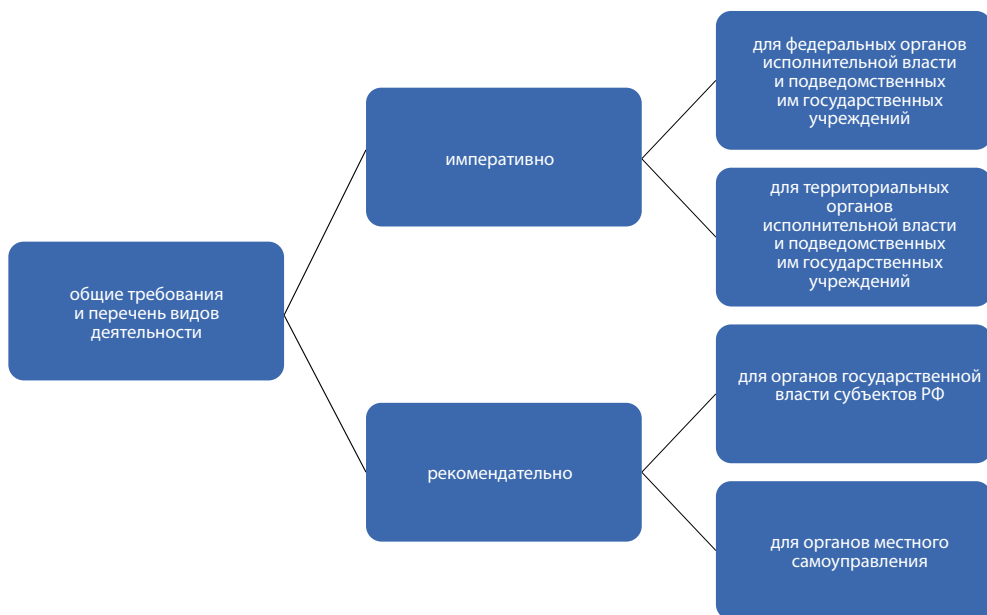 общие требования
и перечень видов
деятельности
императивно
для федеральных органов
исполнительной власти
и подведомственных
им государственных
учреждений
для территориальных
органов
исполнительной власти
и подведомственных
им государственных
учреждений
рекомендательно
для органов государственной
власти субъектов РФ
для органов местного
самоуправления